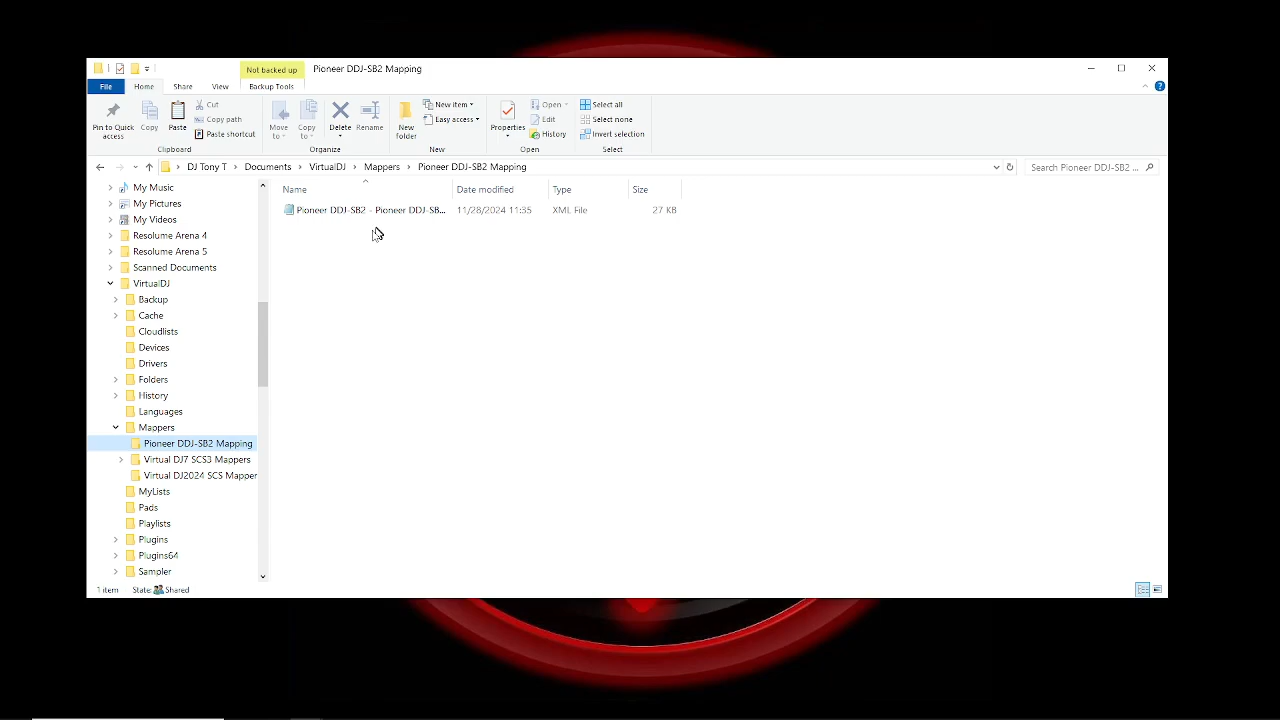 Not backed up Pioneer DDJ-SB2 Mapping
File Home Share View Backup Tools
Pin to Quick access
Copy
Paste
Cut
Copy path
Paste shortcut
Clipboard
Move to
Copy to
Delete
Rename
Organize
New folder
New item
Easy access
New
Properties
Open
Edit
History
Open
Select all
Select none
Invert selection
Select
DJ Tony T > Documents > VirtualDJ > Mappers > Pioneer DDJ-SB2 Mapping
Search Pioneer DDJ-SB2 ...
Name Date modified Type Size
Pioneer DDJ-SB2 - Pioneer DDJ-SB... 11/28/2024 11:35 XML File 27 KB
My Music
My Pictures
My Videos
Resolume Arena 4
Resolume Arena 5
Scanned Documents
VirtualDJ
Backup
Cache
Cloudlists
Devices
Drivers
Folders
History
Languages
Mappers
Pioneer DDJ-SB2 Mapping
Virtual DJ7 SCS3 Mappers
Virtual DJ2024 SCS Mapper
MyLists
Pads
Playlists
Plugins
Plugins64
Sampler
1 item State: Shared